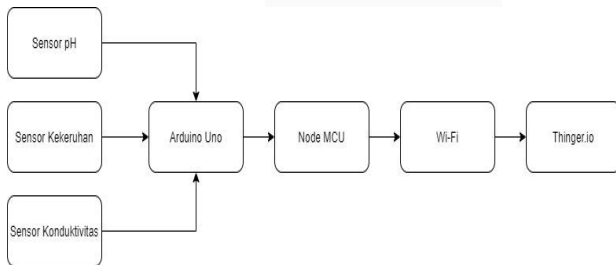 Sensor pH
Sensor Kekeruhan
Arduino Uno
Node MCU
Wi-Fi
Thinger.io
Sensor Konduktivitas